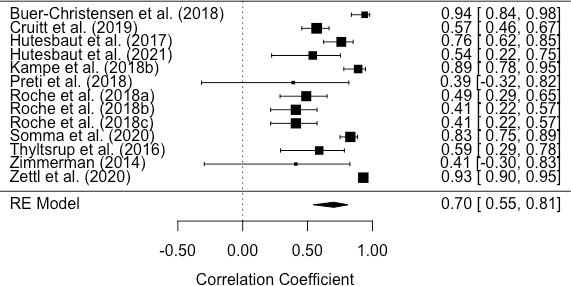 Buer-Christensen et al. (2018) 0.94 [ 0.84, 0.98]
Cruitt et al. (2019) 0.57 [ 0.46, 0.67]
Hutesbaut et al. (2017) 0.76 [ 0.62, 0.85]
Hutesbaut et al. (2021) 0.54 [ 0.22, 0.75]
Kampe et al. (2018b) 0.89 [ 0.78, 0.95]
Preti et al. (2018) 0.39 [-0.32, 0.82]
Roche et al. (2018a) 0.49 [ 0.29, 0.65]
Roche et al. (2018b) 0.41 [ 0.22, 0.57]
Roche et al. (2018c) 0.41 [ 0.22, 0.57]
Somma et al. (2020) 0.83 [ 0.75, 0.89]
Thyltsrup et al. (2016) 0.59 [ 0.29, 0.78]
Zimmerman (2014) 0.41 [-0.30, 0.83]
Zettl et al. (2020) 0.93 [ 0.90, 0.95]
RE Model 0.70 [ 0.55, 0.81]
-0.50 0.00 0.50 1.00
Correlation Coefficient